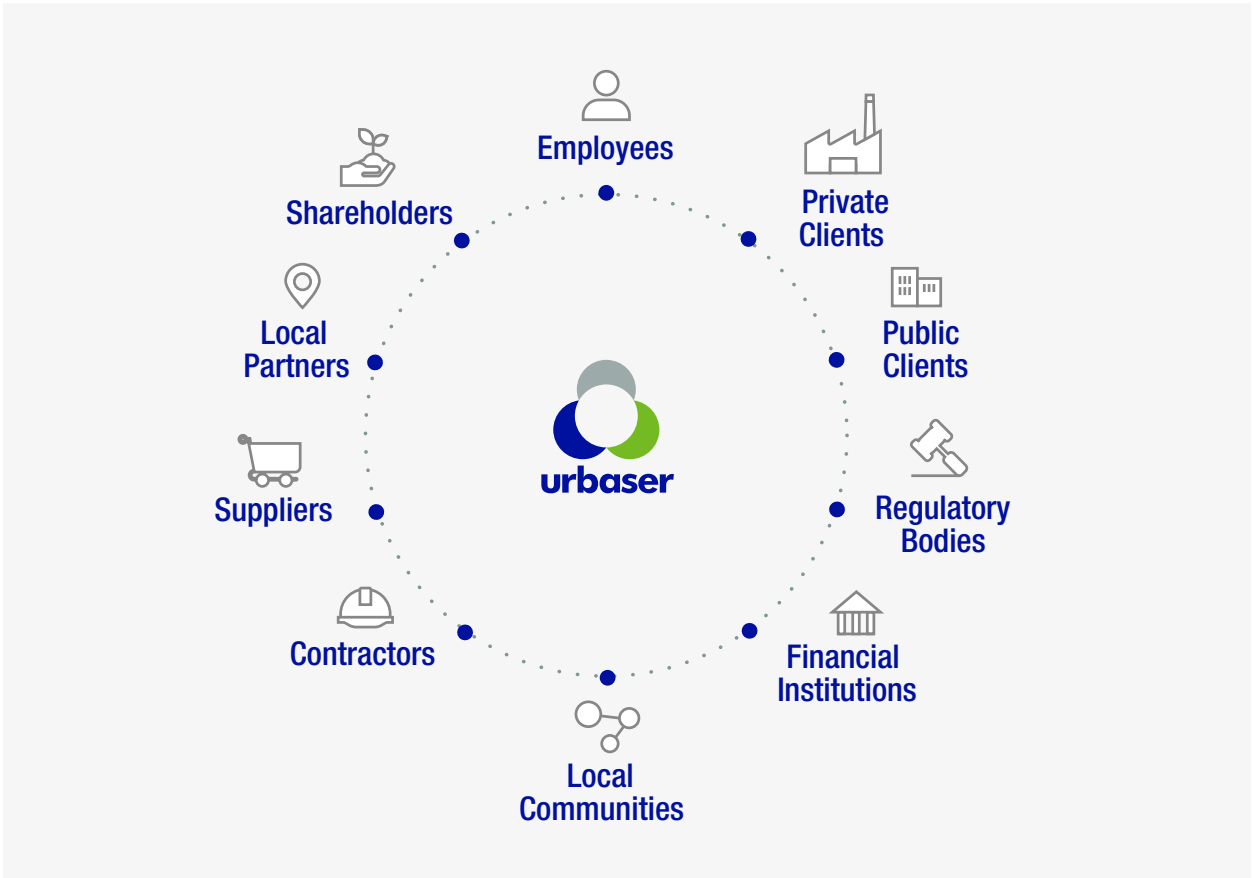 Employees
Private
Clients
Shareholders
Public
Clients
Local
Partners
urbaser
Regulatory
Bodies
Suppliers
Contractors
Financial
Institutions
Local
Communities